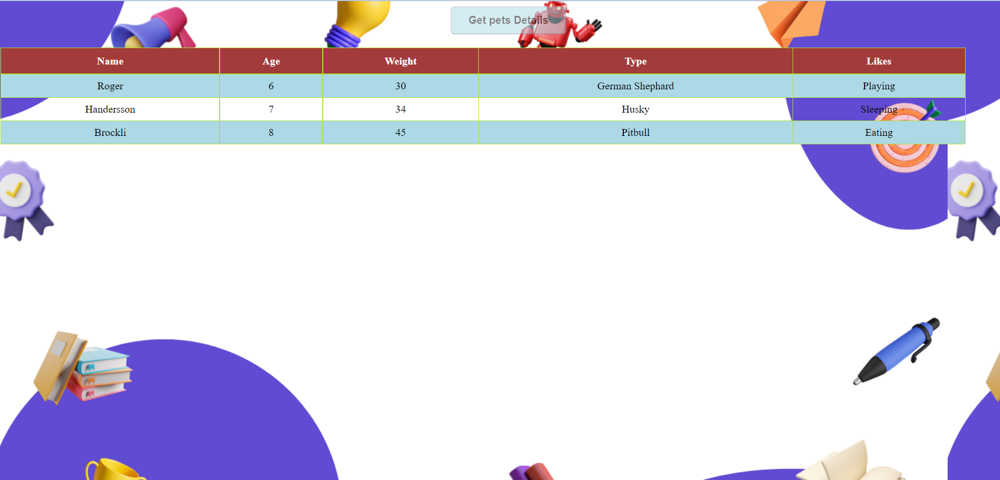 Get pets Details
Name Age Weight Type Likes
Roger 6 30 German Shephard Playing
Handersson 7 34 Husky Sleeping
Brockli 8 45 Pitbull Eating